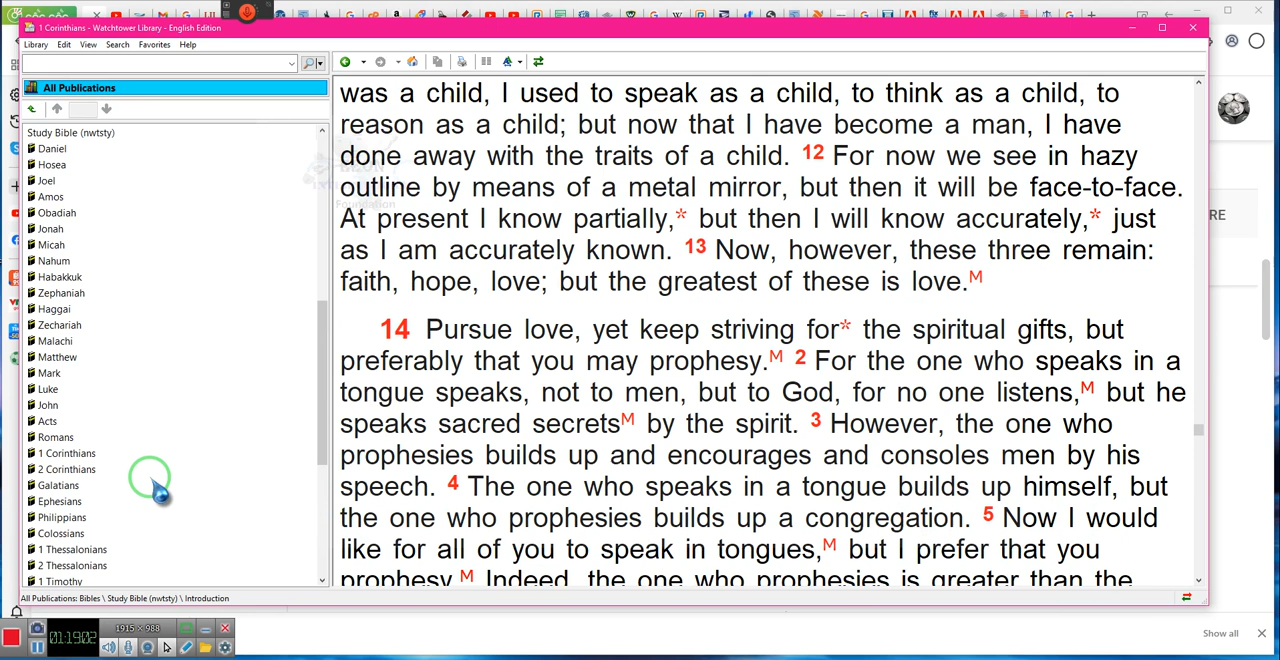 1 Corinthians - Watchtower Library - English Edition
Library Edit View Search Favorites Help
All Publications
Study Bible (nwtsty)
Daniel
Hosea
Joel
Amos
Obadiah
Jonah
Micah
Nahum
Habakkuk
Zephaniah
Haggai
Zechariah
Malachi
Matthew
Mark
Luke
John
Acts
Romans
1 Corinthians
2 Corinthians
Galatians
Ephesians
Philippians
Colossians
1 Thessalonians
2 Thessalonians
1 Timothy
All Publications: Bibles \ Study Bible (nwtsty) \ Introduction
was a child, I used to speak as a child, to think as a child, to
reason as a child; but now that I have become a man, I have
done away with the traits of a child. 12 For now we see in hazy
outline by means of a metal mirror, but then it will be face-to-face.
At present I know partially,* but then I will know accurately,* just
as I am accurately known. 13 Now, however, these three remain:
faith, hope, love; but the greatest of these is love.M
14 Pursue love, yet keep striving for* the spiritual gifts, but
preferably that you may prophesy.M 2 For the one who speaks in a
tongue speaks, not to men, but to God, for no one listens,M but he
speaks sacred secretsM by the spirit. 3 However, the one who
prophesies builds up and encourages and consoles men by his
speech. 4 The one who speaks in a tongue builds up himself, but
the one who prophesies builds up a congregation. 5 Now I would
like for all of you to speak in tongues,M but I prefer that you
prophesy.M Indeed, the one who prophesies is greater than the
Foundation
RE
1915 × 988
01:19:02
Show all